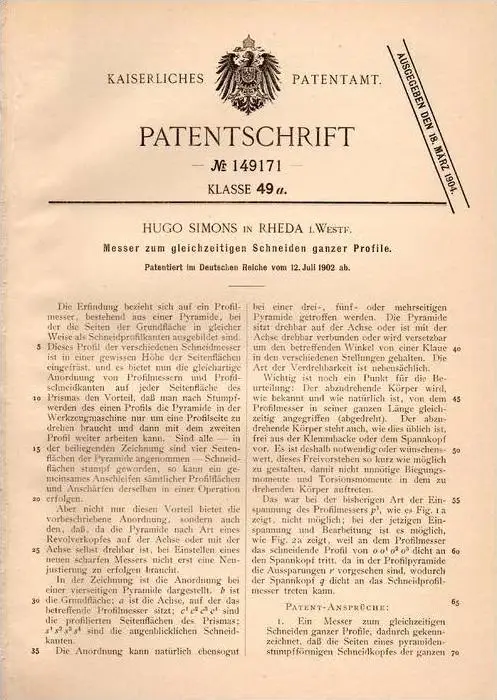 KAISERLICHES PATENTAMT.
AUSGEGEBEN DEN 18. MÄRZ 1904.
PATENTSCHRIFT
— № 149171 —
KLASSE 49 a.
HUGO SIMONS IN RHEDA I.WESTF.
Messer zum gleichzeitigen Schneiden ganzer Profile.
Patentiert im Deutschen Reiche vom 12. Juli 1902 ab.
Die Erfindung bezieht sich auf ein Profil-
messer, bestehend aus einer Pyramide, bei
der die Seiten der Grundfläche in gleicher
Weise als Schneidprofilkanten ausgebildet sind.
5 Dieses Profil der verschiedenen Schneidmesser
ist in einer gewissen Höhe der Seitenflächen
eingefräst, und es bietet nun die gleichartige
Anordnung von Profilmessern und Profil-
schneidkanten auf jeder Seitenfläche des
10 Prismas den Vorteil, daß man nach Stumpf-
werden des einen Profils die Pyramide in der
Werkzeugmaschine nur um eine Profilseite zu
drehen braucht und dann mit dem zweiten
Profil weiter arbeiten kann. Sind alle — in
15 der beiliegenden Zeichnung sind vier Seiten-
flächen der Pyramide angenommen — Schneid-
flächen stumpf geworden, so kann ein ge-
meinsames Anschleifen sämtlicher Profilflächen
und Anschärfen derselben in einer Operation
20 erfolgen.
Aber nicht nur diesen Vorteil bietet die
vorbeschriebene Anordnung, sondern auch
den, daß, da die Pyramide nach Art eines
Revolverkopfes auf der Achse oder mit der
25 Achse selbst drehbar ist, bei Einstellen eines
neuen scharfen Messers nicht erst eine Neu-
justierung zu erfolgen braucht.
In der Zeichnung ist die Anordnung bei
einer vierseitigen Pyramide dargestellt. b ist
30 die Grundfläche; a ist die Achse, auf der das
betreffende Profilmesser sitzt; c¹ c² c³ c⁴ sind
die profilierten Seitenflächen des Prismas;
s¹ s² s³ s⁴ sind die augenblicklichen Schneid-
kanten.
35 Die Anordnung kann natürlich ebensogut
bei einer drei-, fünf- oder mehrseitigen
Pyramide getroffen werden. Die Pyramide
sitzt drehbar auf der Achse oder ist mit der
Achse drehbar verbunden oder wird versetzbar
um den betreffenden Winkel von einer Klaue 40
in den verschiedenen Stellungen gehalten. Die
Art der Verdrehbarkeit ist nebensächlich.
Wichtig ist noch ein Punkt für die Be-
urteilung: Der abzudrehende Körper wird,
wie bekannt und wie natürlich ist, von dem 45
Profilmesser in seiner ganzen Länge gleich-
zeitig angegriffen (abgedreht). Der abzu-
drehende Körper steht auch, wie dies üblich ist,
frei aus der Klemmbacke oder dem Spannkopf
vor. Es ist deshalb notwendig oder wünschens- 50
wert, dieses Freivorstehen so kurz wie möglich
zu gestalten, damit nicht unnötige Biegungs-
momente und Torsionsmomente in dem zu
drehenden Körper auftreten.
Das war bei der bisherigen Art der Ein- 55
spannung des Profilmessers p¹, wie es Fig. 1a
zeigt, nicht möglich; bei der jetzigen Ein-
spannung und Bearbeitung ist es möglich,
wie Fig. 2a zeigt, weil an dem Profilmesser
das schneidende Profil von o o¹ o² o³ dicht an 60
den Spannkopf tritt, da in der Profilpyramide
die Aussparungen r vorgesehen sind, wodurch
der Spannkopf q dicht an das Schneidprofil-
messer treten kann.
65
PATENT-ANSPRÜCHE:
1. Ein Messer zum gleichzeitigen
Schneiden ganzer Profile, dadurch gekenn-
zeichnet, daß die Seiten eines pyramiden-
stumpfförmigen Schneidkopfes der ganzen 70